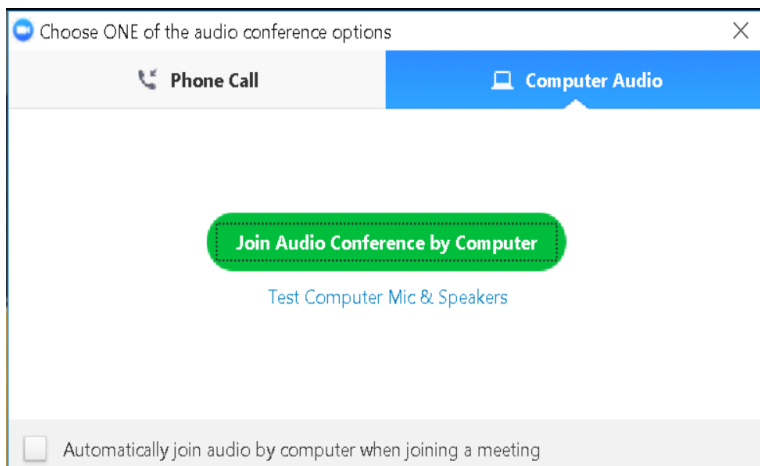 Choose ONE of the audio conference options
Phone Call
Computer Audio
Join Audio Conference by Computer
Test Computer Mic & Speakers
Automatically join audio by computer when joining a meeting